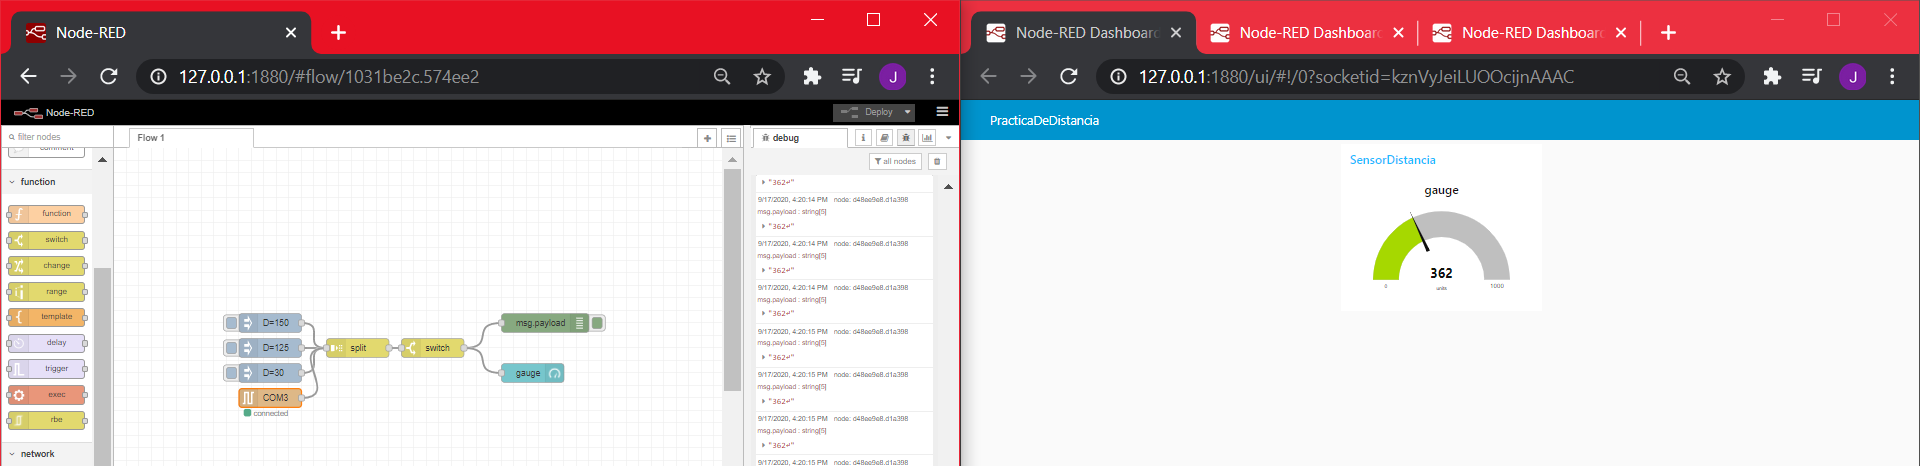 Node-RED
127.0.0.1:1880/#flow/1031be2c.574ee2
J
Node-RED
Deploy
filter nodes
comment
function
function
switch
change
range
template
delay
trigger
exec
rbe
network
Flow 1
D=150
D=125
D=30
COM3
connected
split
switch
msg.payload
gauge
debug
all nodes
"362↵"
9/17/2020, 4:20:14 PM node: d48ee9e8.d1a398
msg.payload : string[5]
"362↵"
9/17/2020, 4:20:14 PM node: d48ee9e8.d1a398
msg.payload : string[5]
"362↵"
9/17/2020, 4:20:14 PM node: d48ee9e8.d1a398
msg.payload : string[5]
"362↵"
9/17/2020, 4:20:15 PM node: d48ee9e8.d1a398
msg.payload : string[5]
"362↵"
9/17/2020, 4:20:15 PM node: d48ee9e8.d1a398
msg.payload : string[5]
"362↵"
9/17/2020, 4:20:15 PM node: d48ee9e8.d1a398
msg.payload : string[5]
"362↵"
9/17/2020, 4:20:15 PM node: d48ee9e8.d1a398
Node-RED Dashboard
Node-RED Dashboard
Node-RED Dashboard
127.0.0.1:1880/ui/#!/0?socketid=kznVyJeiLUOOcijnAAAC
J
PracticaDeDistancia
SensorDistancia
gauge
362
units
0
1000